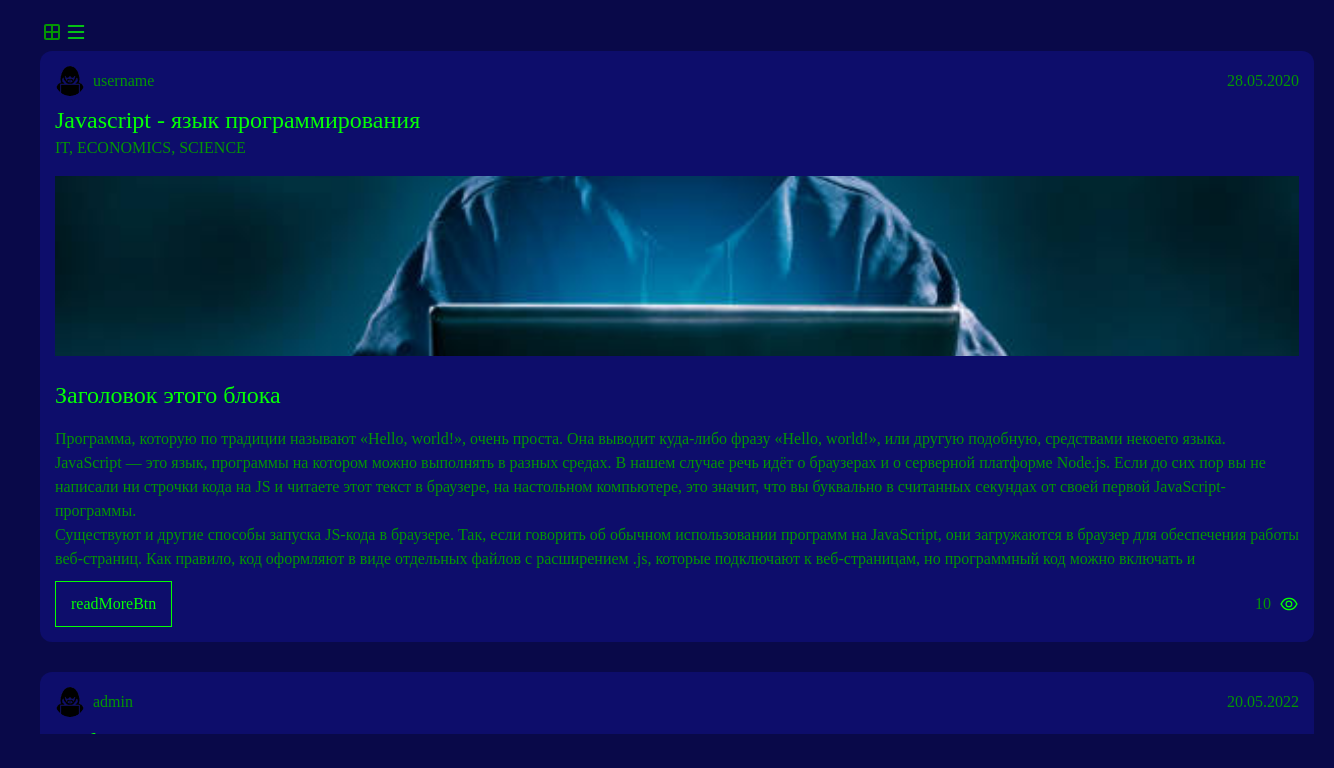 username
28.05.2020
Javascript - язык программирования
IT, ECONOMICS, SCIENCE
Заголовок этого блока
Программа, которую по традиции называют «Hello, world!», очень проста. Она выводит куда-либо фразу «Hello, world!», или другую подобную, средствами некоего языка.
JavaScript — это язык, программы на котором можно выполнять в разных средах. В нашем случае речь идёт о браузерах и о серверной платформе Node.js. Если до сих пор вы не
написали ни строчки кода на JS и читаете этот текст в браузере, на настольном компьютере, это значит, что вы буквально в считанных секундах от своей первой JavaScript-
программы.
Существуют и другие способы запуска JS-кода в браузере. Так, если говорить об обычном использовании программ на JavaScript, они загружаются в браузер для обеспечения работы
веб-страниц. Как правило, код оформляют в виде отдельных файлов с расширением .js, которые подключают к веб-страницам, но программный код можно включать и
readMoreBtn
10
admin
20.05.2022